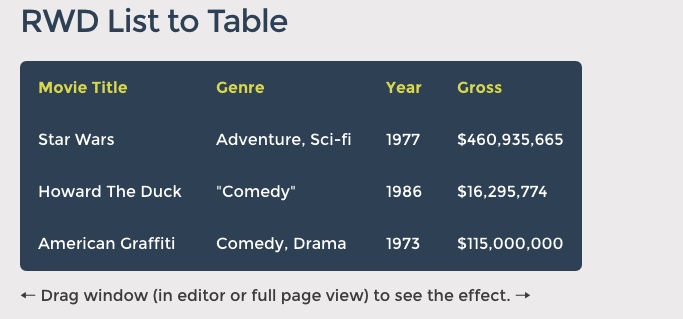 RWD List to Table
Movie Title Genre Year Gross
Star Wars Adventure, Sci-fi 1977 $460,935,665
Howard The Duck "Comedy" 1986 $16,295,774
American Graffiti Comedy, Drama 1973 $115,000,000
← Drag window (in editor or full page view) to see the effect. →